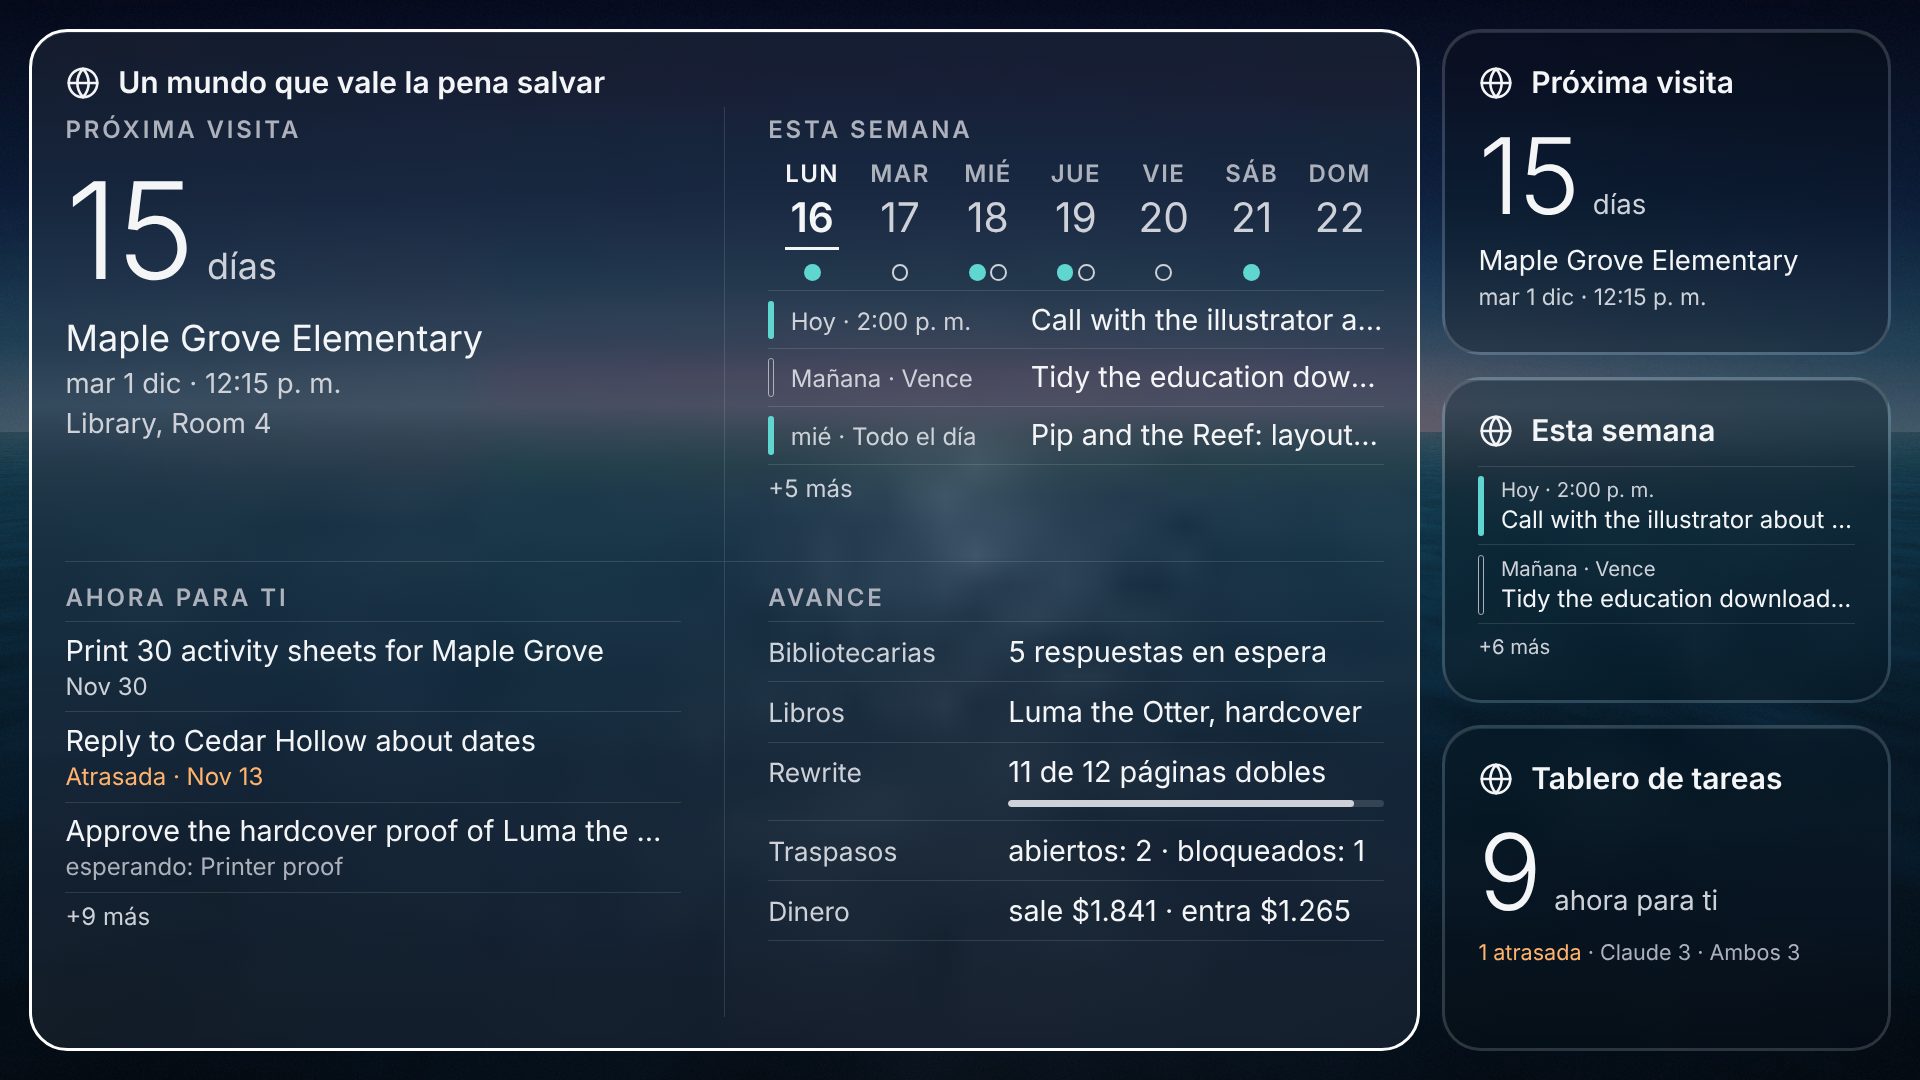 Un mundo que vale la pena salvar
PRÓXIMA VISITA
15 días
Maple Grove Elementary
mar 1 dic · 12:15 p. m.
Library, Room 4
ESTA SEMANA
LUN MAR MIÉ JUE VIE SÁB DOM
16 17 18 19 20 21 22
Hoy · 2:00 p. m. Call with the illustrator a…
Mañana · Vence Tidy the education dow…
mié · Todo el día Pip and the Reef: layout…
+5 más
AHORA PARA TI
Print 30 activity sheets for Maple Grove
Nov 30
Reply to Cedar Hollow about dates
Atrasada · Nov 13
Approve the hardcover proof of Luma the …
esperando: Printer proof
+9 más
AVANCE
Bibliotecarias 5 respuestas en espera
Libros Luma the Otter, hardcover
Rewrite 11 de 12 páginas dobles
Traspasos abiertos: 2 · bloqueados: 1
Dinero sale $1.841 · entra $1.265
Próxima visita
15 días
Maple Grove Elementary
mar 1 dic · 12:15 p. m.
Esta semana
Hoy · 2:00 p. m.
Call with the illustrator about …
Mañana · Vence
Tidy the education download…
+6 más
Tablero de tareas
9 ahora para ti
1 atrasada · Claude 3 · Ambos 3